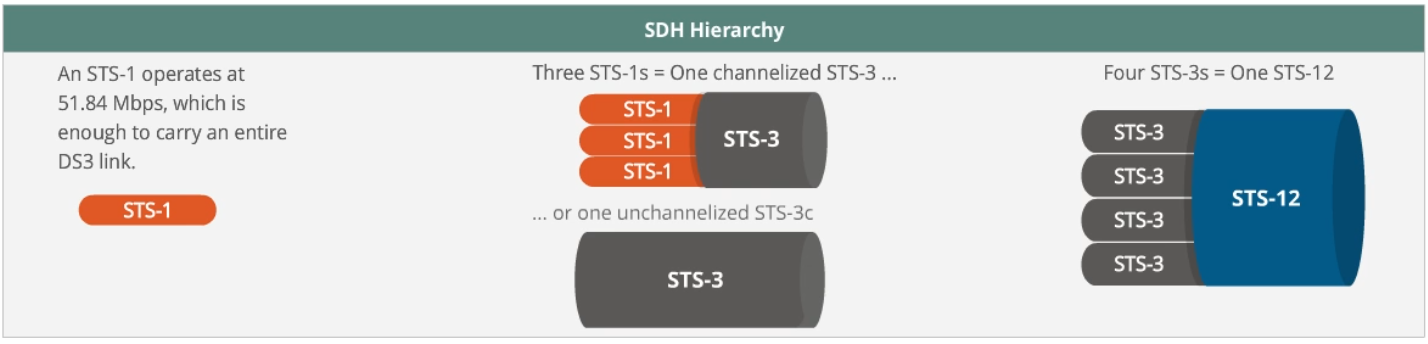 SDH Hierarchy
An STS-1 operates at
51.84 Mbps, which is
enough to carry an entire
DS3 link.
STS-1
Three STS-1s = One channelized STS-3 ...
STS-1
STS-1
STS-1
STS-3
... or one unchannelized STS-3c
STS-3
Four STS-3s = One STS-12
STS-3
STS-3
STS-3
STS-3
STS-12